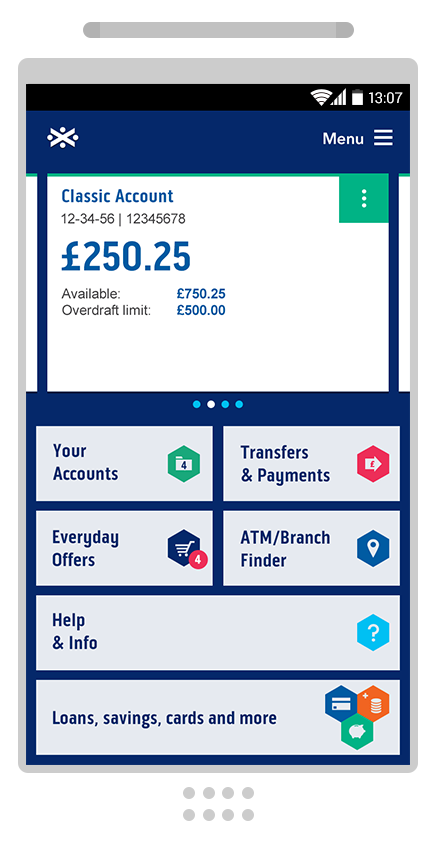 13:07
Menu
Classic Account
12-34-56 | 12345678
£250.25
Available: £750.25
Overdraft limit: £500.00
Your
Accounts
4
Transfers
& Payments
£
Everyday
Offers
4
ATM/Branch
Finder
Help
& Info
?
Loans, savings, cards and more